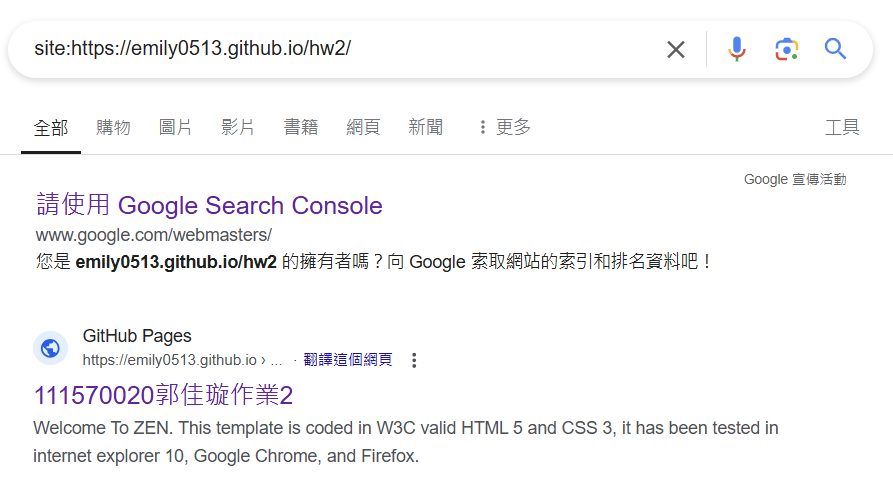 site:https://emily0513.github.io/hw2/
全部 購物 圖片 影片 書籍 網頁 新聞 更多 工具
Google 宣傳活動
請使用 Google Search Console
www.google.com/webmasters/
您是 emily0513.github.io/hw2 的擁有者嗎？向 Google 索取網站的索引和排名資料吧！
GitHub Pages
https://emily0513.github.io › ... · 翻譯這個網頁
111570020郭佳璇作業2
Welcome To ZEN. This template is coded in W3C valid HTML 5 and CSS 3, it has been tested in
internet explorer 10, Google Chrome, and Firefox.